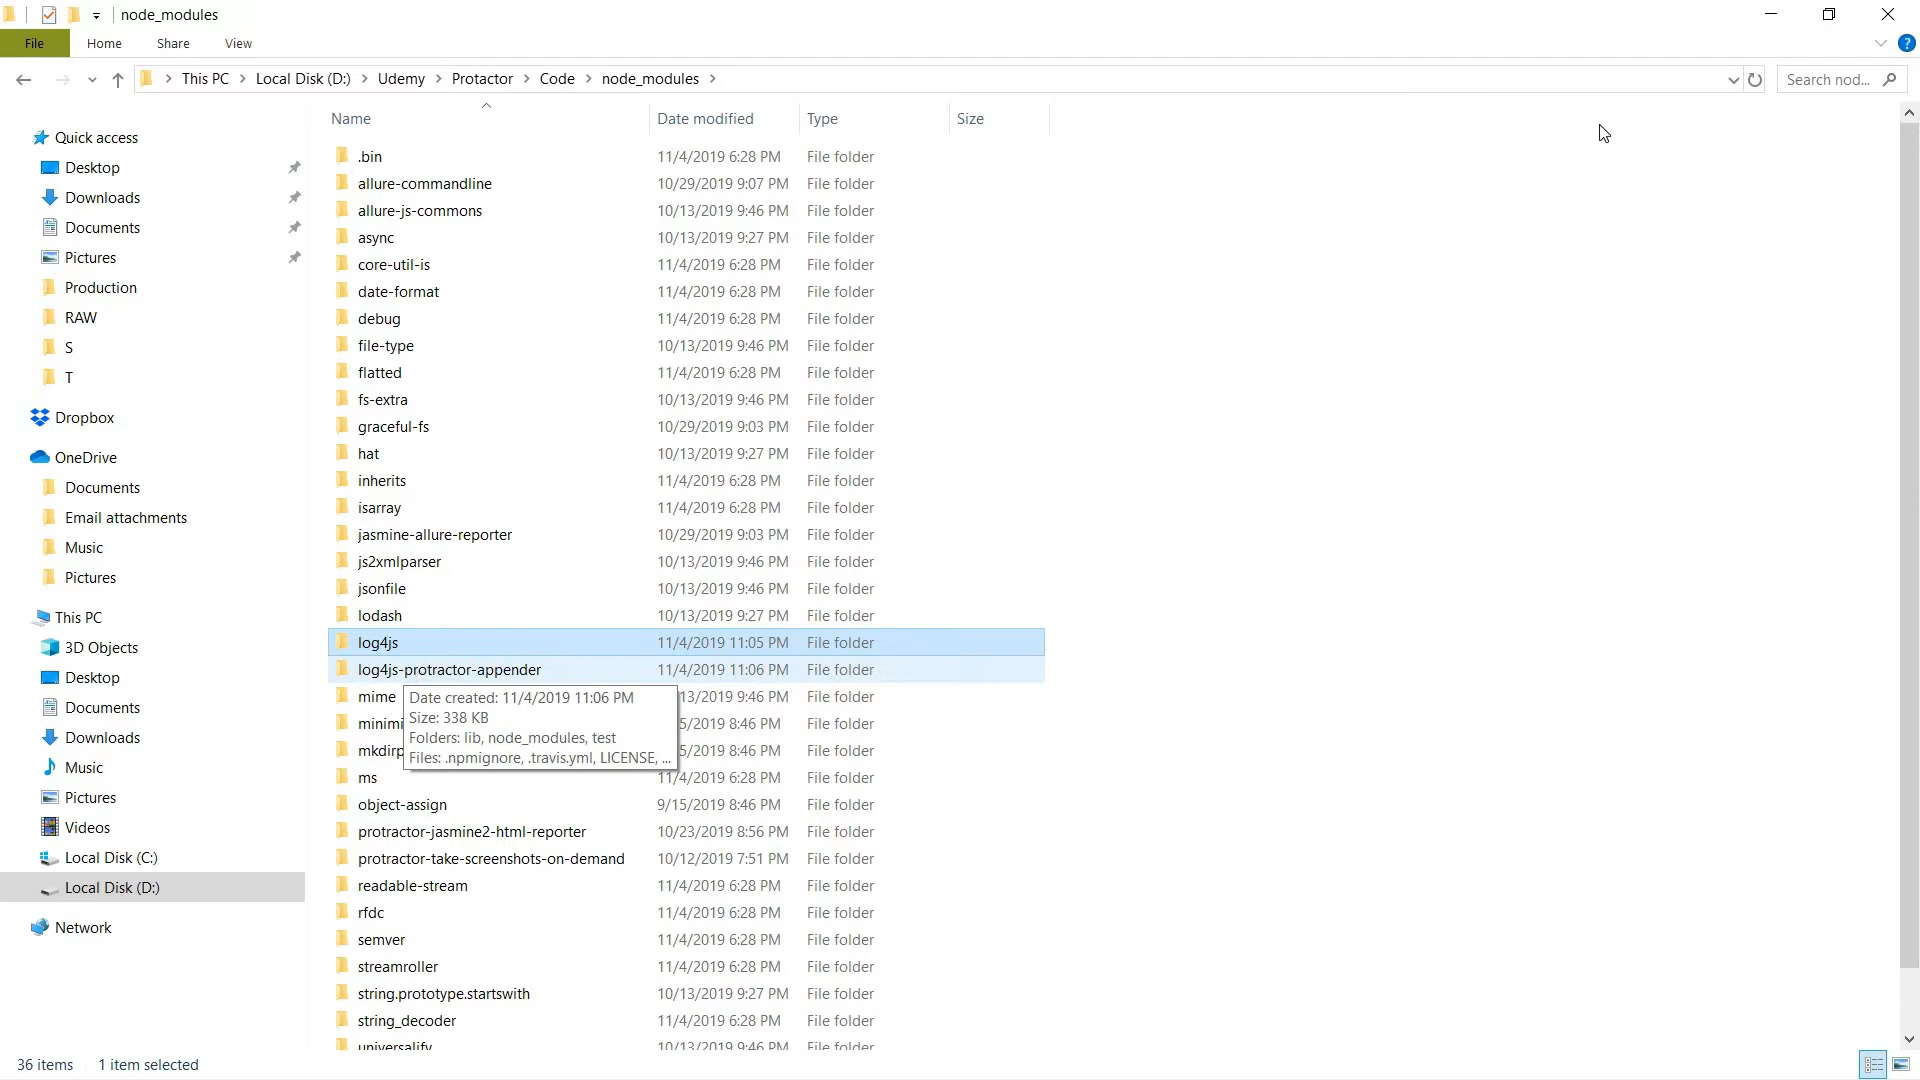 node_modules
File Home Share View
This PC Local Disk (D:) Udemy Protactor Code node_modules
Search nod...
Name Date modified Type Size
Quick access
Desktop
Downloads
Documents
Pictures
Production
RAW
S
T
Dropbox
OneDrive
Documents
Email attachments
Music
Pictures
This PC
3D Objects
Desktop
Documents
Downloads
Music
Pictures
Videos
Local Disk (C:)
Local Disk (D:)
Network
.bin 11/4/2019 6:28 PM File folder
allure-commandline 10/29/2019 9:07 PM File folder
allure-js-commons 10/13/2019 9:46 PM File folder
async 10/13/2019 9:27 PM File folder
core-util-is 11/4/2019 6:28 PM File folder
date-format 11/4/2019 6:28 PM File folder
debug 11/4/2019 6:28 PM File folder
file-type 10/13/2019 9:46 PM File folder
flatted 11/4/2019 6:28 PM File folder
fs-extra 10/13/2019 9:46 PM File folder
graceful-fs 10/29/2019 9:03 PM File folder
hat 10/13/2019 9:27 PM File folder
inherits 11/4/2019 6:28 PM File folder
isarray 11/4/2019 6:28 PM File folder
jasmine-allure-reporter 10/29/2019 9:03 PM File folder
js2xmlparser 10/13/2019 9:46 PM File folder
jsonfile 10/13/2019 9:46 PM File folder
lodash 10/13/2019 9:27 PM File folder
log4js 11/4/2019 11:05 PM File folder
log4js-protractor-appender 11/4/2019 11:06 PM File folder
mime 13/2019 9:46 PM File folder
minimi 5/2019 8:46 PM File folder
mkdirp 5/2019 8:46 PM File folder
Date created: 11/4/2019 11:06 PM
Size: 338 KB
Folders: lib, node_modules, test
Files: .npmignore, .travis.yml, LICENSE, ...
ms 11/4/2019 6:28 PM File folder
object-assign 9/15/2019 8:46 PM File folder
protractor-jasmine2-html-reporter 10/23/2019 8:56 PM File folder
protractor-take-screenshots-on-demand 10/12/2019 7:51 PM File folder
readable-stream 11/4/2019 6:28 PM File folder
rfdc 11/4/2019 6:28 PM File folder
semver 11/4/2019 6:28 PM File folder
streamroller 11/4/2019 6:28 PM File folder
string.prototype.startswith 10/13/2019 9:27 PM File folder
string_decoder 11/4/2019 6:28 PM File folder
universalify 10/13/2019 9:46 PM File folder
36 items 1 item selected